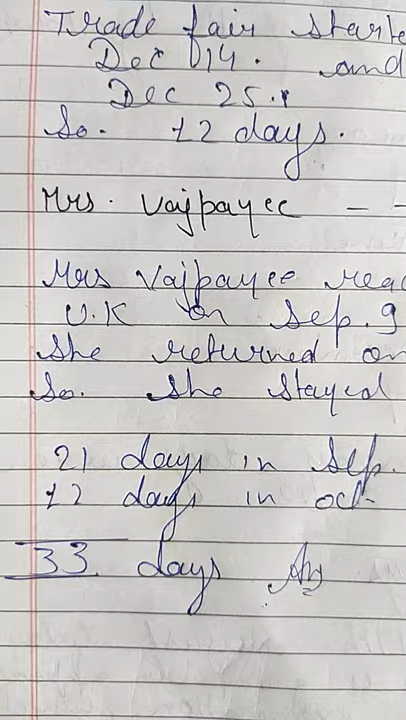 Trade fair starte
Dec 14. and
Dec 25.
So. 12 days.
Mrs. Vajpayee - -
Mrs Vajpayee reac
U.K on Sep. 9
She returned on
So. She stayed
21 days in Sep.
12 days in oct.
33 days Ans